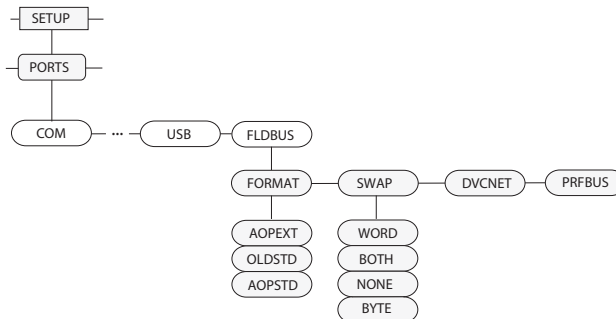 SETUP
PORTS
COM ... USB FLDBUS
FORMAT SWAP DVCNET PRFBUS
AOPEXT WORD
OLDSTD BOTH
AOPSTD NONE
BYTE